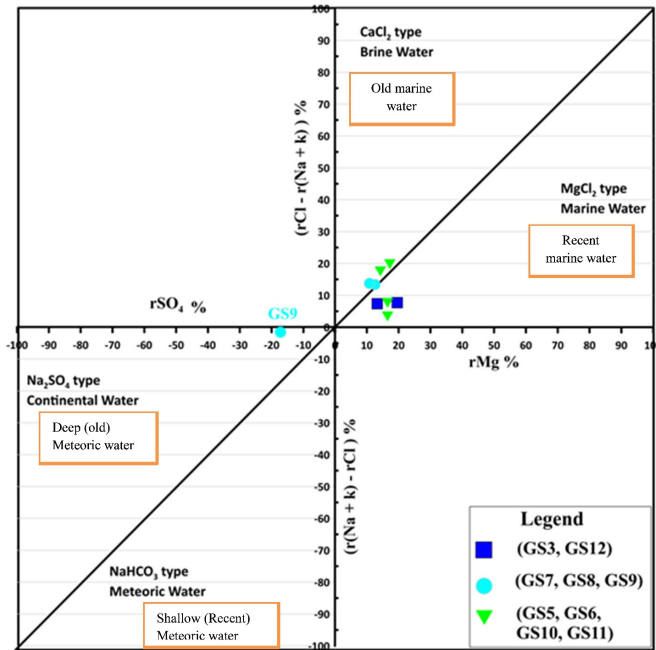 100
90
80
70
60
50
40
30
20
10
0
(rCl - r(Na + k) ) %
CaCl2 type
Brine Water
Old marine
water
MgCl2 type
Marine Water
Recent
marine water
rSO4 %
GS9
-100 -90 -80 -70 -60 -50 -40 -30 -20 -10 0 10 20 30 40 50 60 70 80 90 100
rMg %
Na2SO4 type
Continental Water
Deep (old)
Meteoric water
-10
-20
-30
-40
-50
-60
-70
-80
-90
-100
(r(Na + k) - rCl ) %
NaHCO3 type
Meteoric Water
Shallow (Recent)
Meteoric water
Legend
(GS3, GS12)
(GS7, GS8, GS9)
(GS5, GS6,
GS10, GS11)